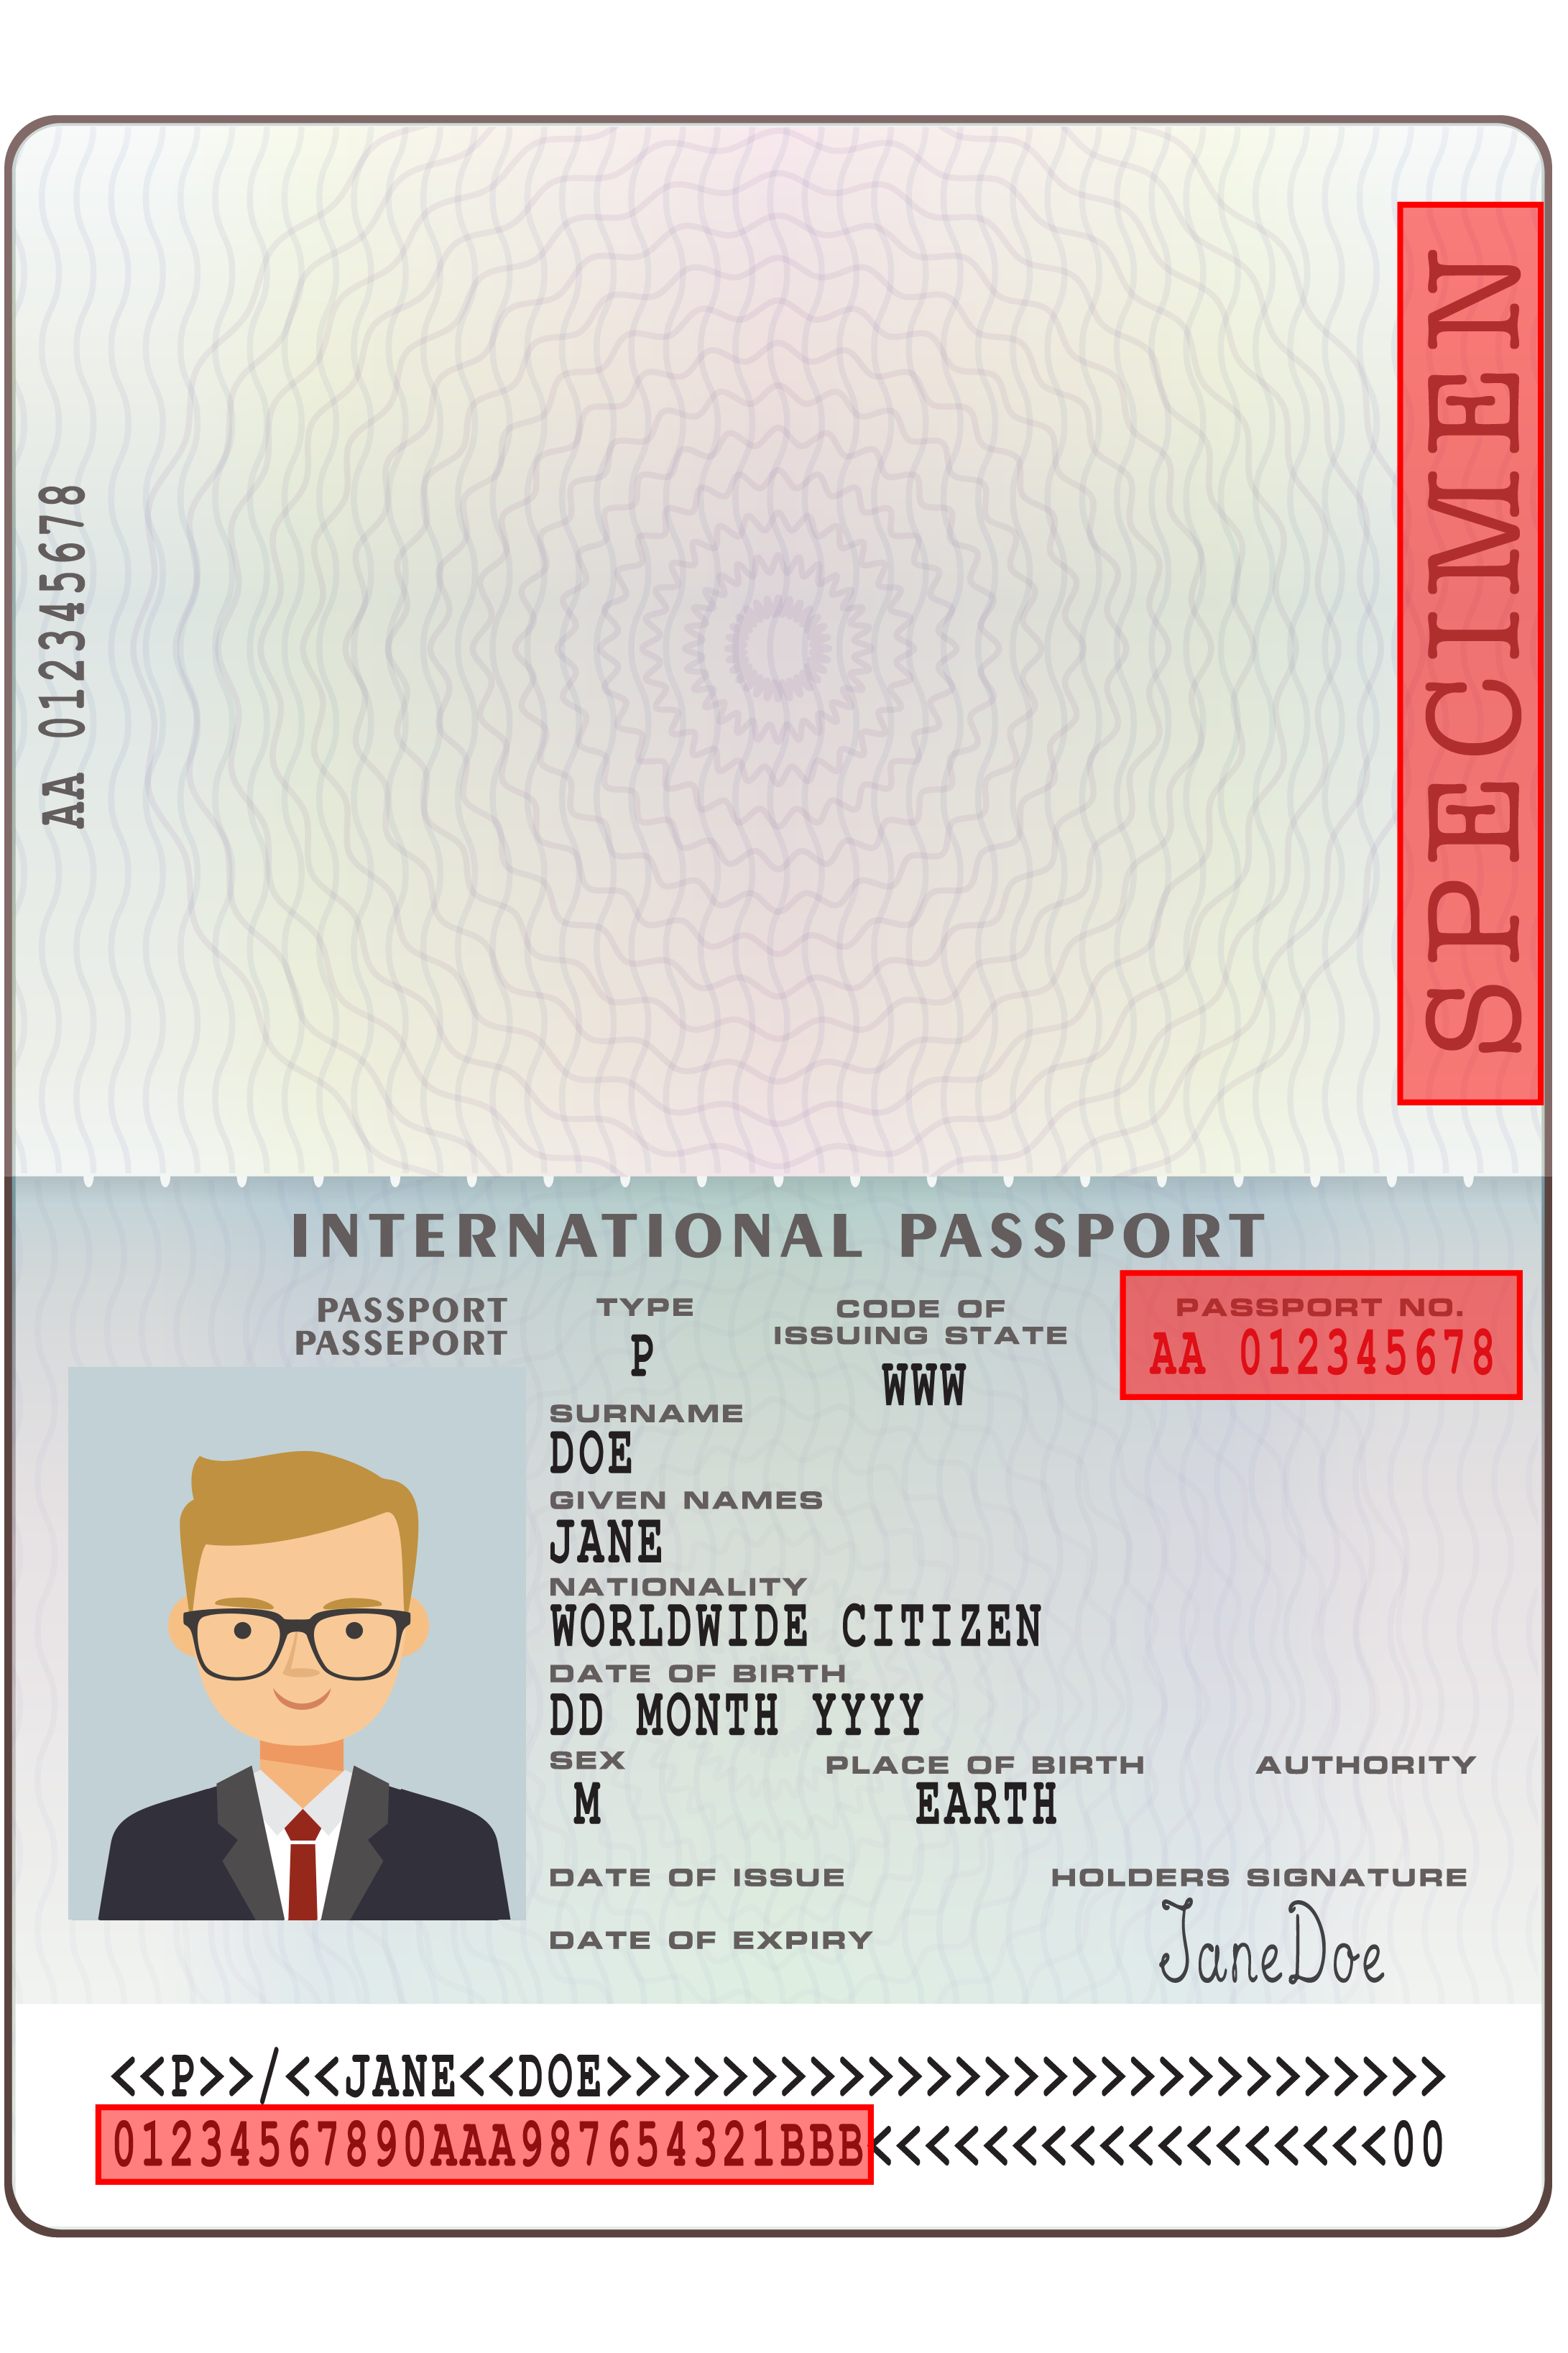 AA 012345678
SPECIMEN
INTERNATIONAL PASSPORT
PASSPORT
PASSEPORT
TYPE
P
CODE OF
ISSUING STATE
WWW
PASSPORT NO.
AA 012345678
SURNAME
DOE
GIVEN NAMES
JANE
NATIONALITY
WORLDWIDE CITIZEN
DATE OF BIRTH
DD MONTH YYYY
SEX
M
PLACE OF BIRTH
EARTH
AUTHORITY
DATE OF ISSUE
HOLDERS SIGNATURE
JaneDoe
DATE OF EXPIRY
<<P>>/<<JANE<<DOE>>>>>>>>>>>>>>>>>>>>>>>>>>>>>
01234567890AAA987654321BBB<<<<<<<<<<<<<<<<<<00